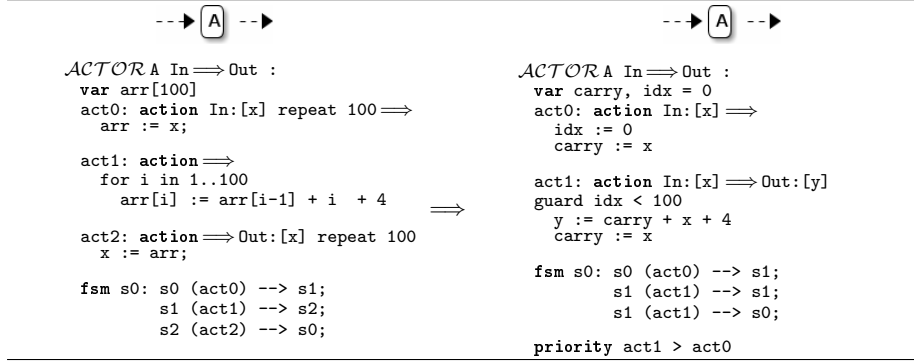 A
A
ACTOR A In⟹Out :
var arr[100]
act0: action In:[x] repeat 100⟹
arr := x;
act1: action⟹
for i in 1..100
arr[i] := arr[i-1] + i + 4
act2: action⟹Out:[x] repeat 100
x := arr;
fsm s0: s0 (act0) --> s1;
s1 (act1) --> s2;
s2 (act2) --> s0;
⟹
ACTOR A In⟹Out :
var carry, idx = 0
act0: action In:[x]⟹
idx := 0
carry := x
act1: action In:[x]⟹Out:[y]
guard idx < 100
y := carry + x + 4
carry := x
fsm s0: s0 (act0) --> s1;
s1 (act1) --> s1;
s1 (act1) --> s0;
priority act1 > act0